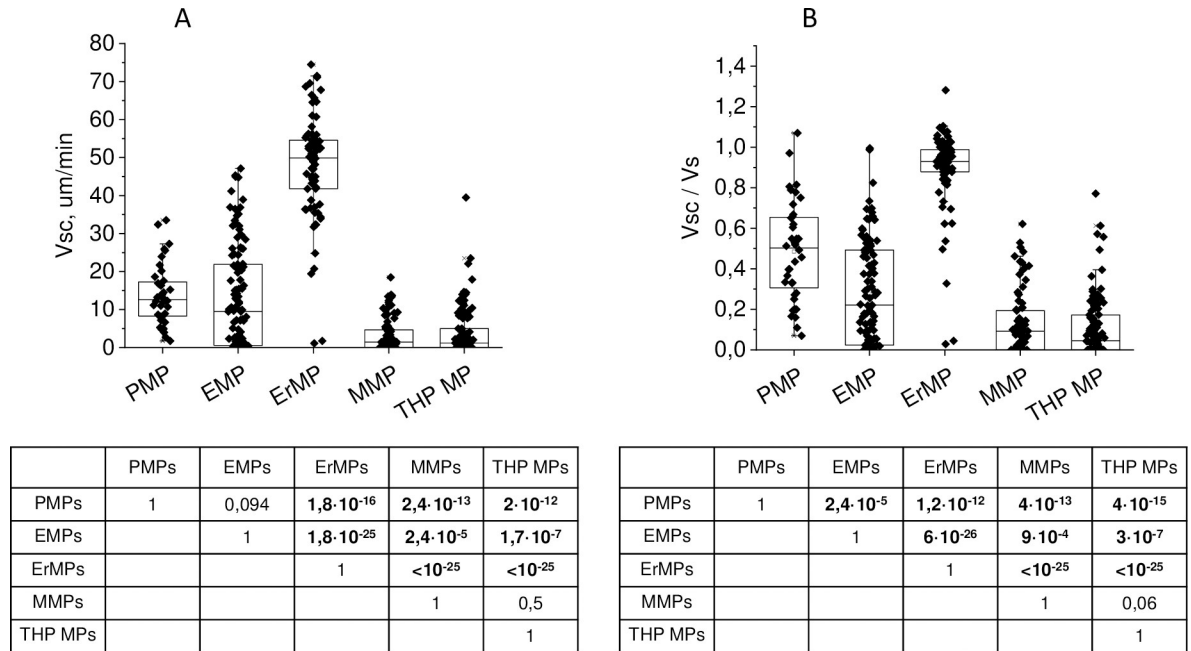 A
Vsc, um/min
80
70
60
50
40
30
20
10
0
PMP EMP ErMP MMP THP MP
B
Vsc / Vs
1,4
1,2
1,0
0,8
0,6
0,4
0,2
0,0
PMP EMP ErMP MMP THP MP
PMPs EMPs ErMPs MMPs THP MPs
PMPs 1 0,094 1,8·10⁻¹⁶ 2,4·10⁻¹³ 2·10⁻¹²
EMPs 1 1,8·10⁻²⁵ 2,4·10⁻⁵ 1,7·10⁻⁷
ErMPs 1 <10⁻²⁵ <10⁻²⁵
MMPs 1 0,5
THP MPs 1
PMPs EMPs ErMPs MMPs THP MPs
PMPs 1 2,4·10⁻⁵ 1,2·10⁻¹² 4·10⁻¹³ 4·10⁻¹⁵
EMPs 1 6·10⁻²⁶ 9·10⁻⁴ 3·10⁻⁷
ErMPs 1 <10⁻²⁵ <10⁻²⁵
MMPs 1 0,06
THP MPs 1